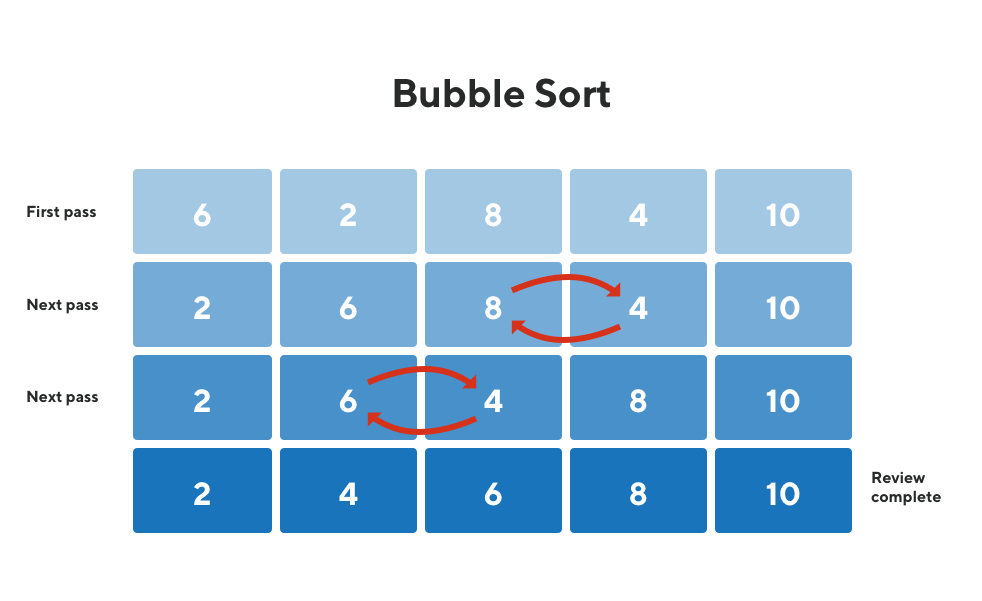 Bubble Sort
First pass 6 2 8 4 10
Next pass 2 6 8 4 10
Next pass 2 6 4 8 10
2 4 6 8 10
Review
complete